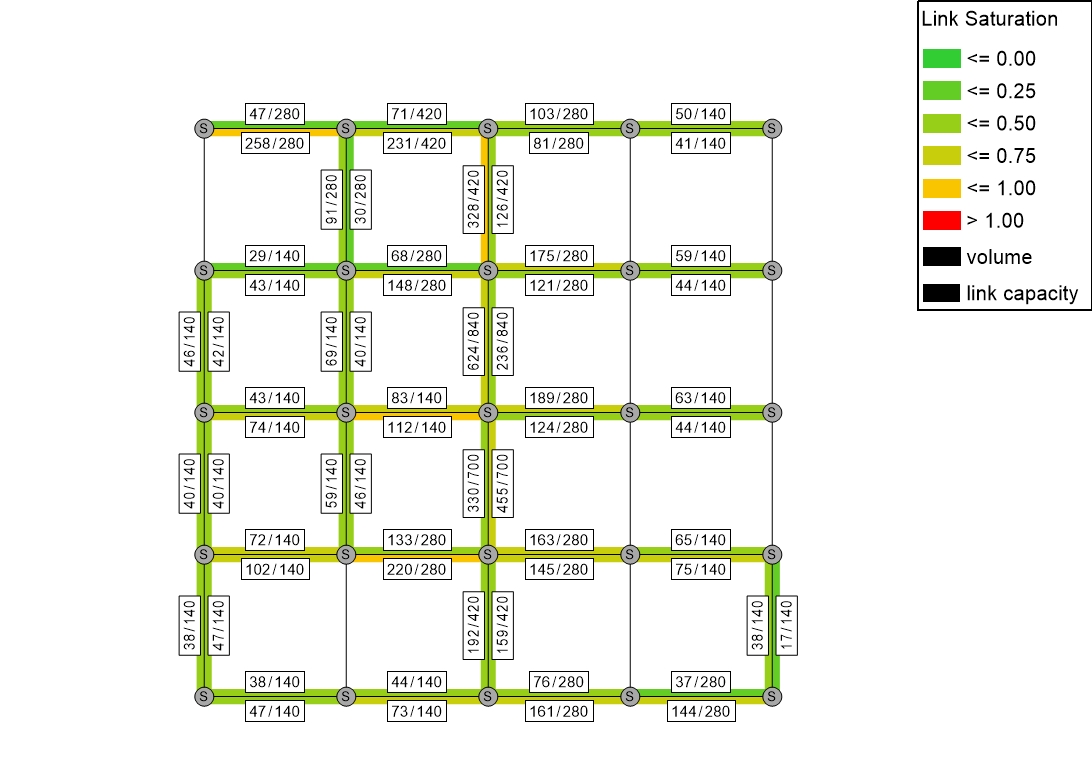 Link Saturation
<= 0.00
<= 0.25
<= 0.50
<= 0.75
<= 1.00
> 1.00
volume
link capacity
47/280 71/420 103/280 50/140
S S S S S
258/280 231/420 81/280 41/140
91/280 30/280 328/420 126/420
29/140 68/280 175/280 59/140
S S S S S
43/140 148/280 121/280 44/140
46/140 42/140 69/140 40/140 624/840 236/840
43/140 83/140 189/280 63/140
S S S S S
74/140 112/140 124/280 44/140
40/140 40/140 59/140 46/140 330/700 455/700
72/140 133/280 163/280 65/140
S S S S S
102/140 220/280 145/280 75/140
38/140 47/140 192/420 159/420 38/140 17/140
38/140 44/140 76/280 37/280
S S S S S
47/140 73/140 161/280 144/280